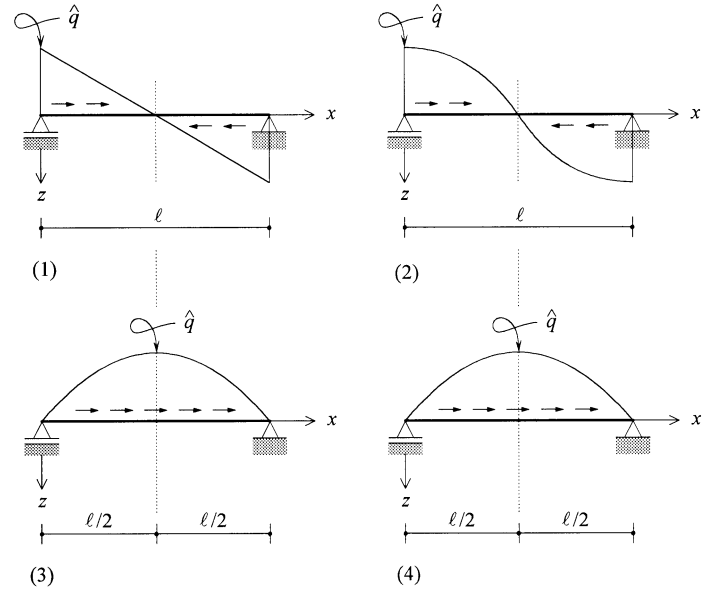 q̂
x
z
ℓ
(1)
q̂
x
z
ℓ
(2)
q̂
x
z
ℓ/2 ℓ/2
(3)
q̂
x
z
ℓ/2 ℓ/2
(4)